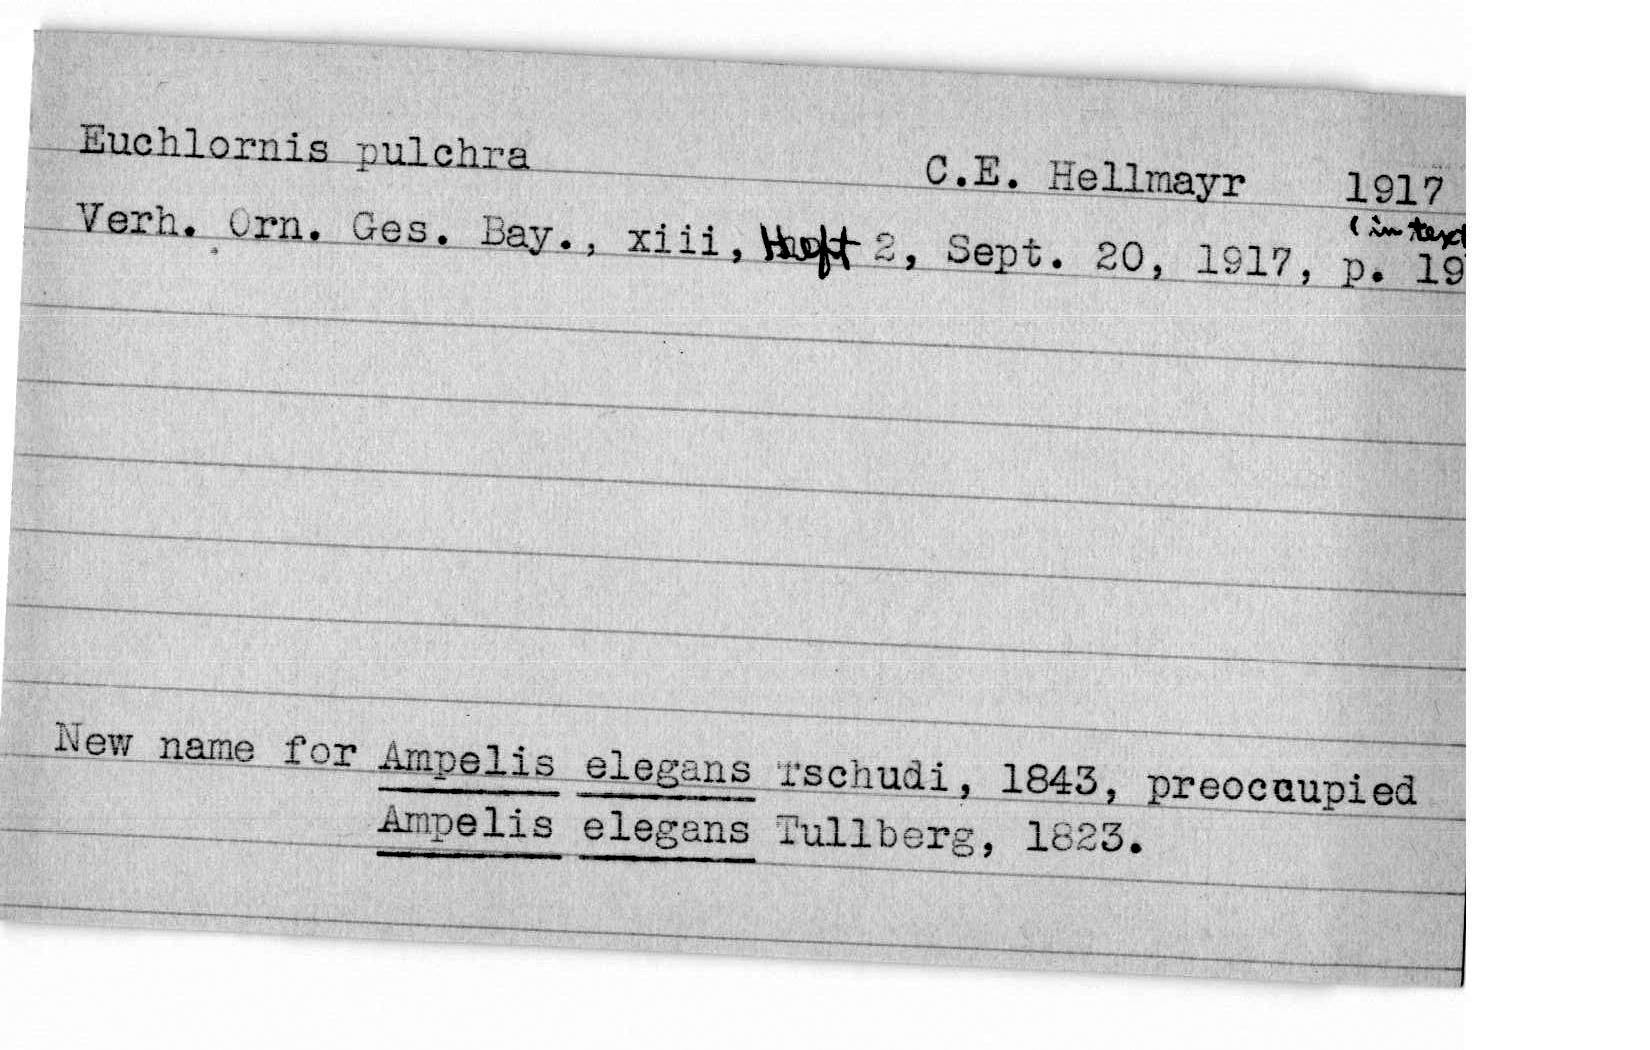 Euchlornis pulchra C.E. Hellmayr 1917
(in text
Verh. Orn. Ges. Bay., xiii, Heft 2, Sept. 20, 1917, p. 19
New name for Ampelis elegans Tschudi, 1843, preoccupied
Ampelis elegans Tullberg, 1823.